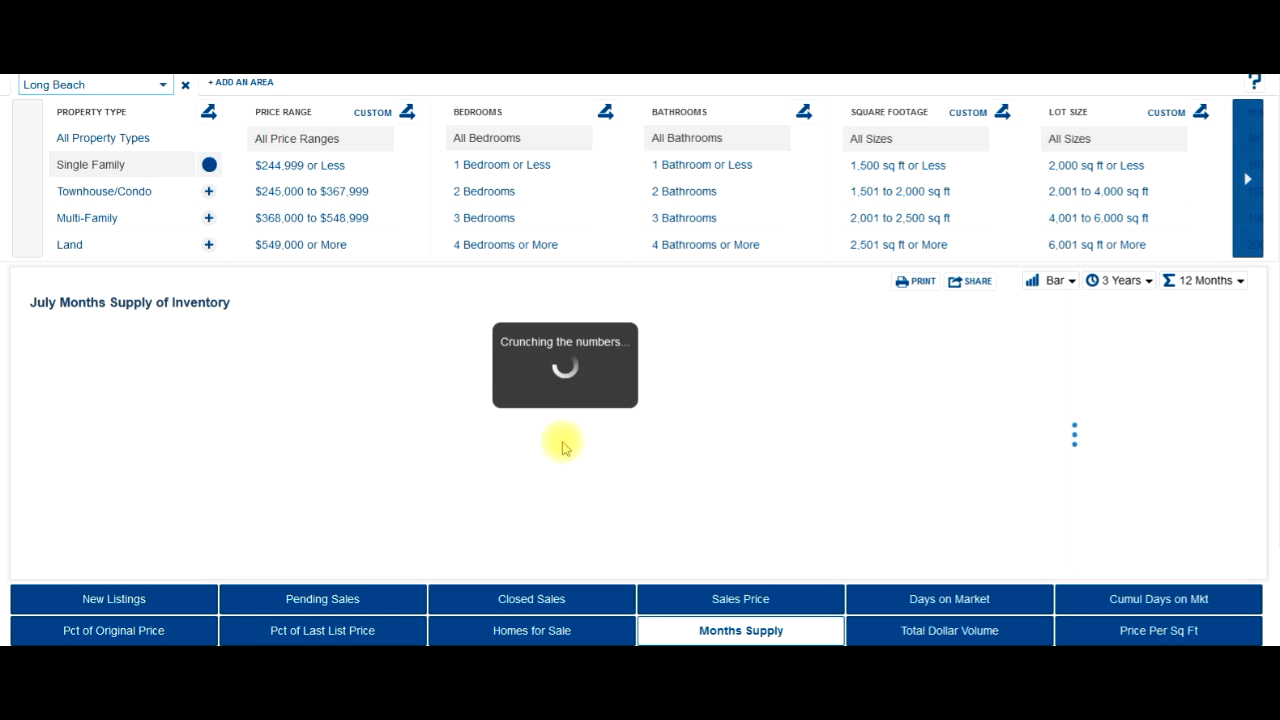 Long Beach + ADD AN AREA ?
PROPERTY TYPE PRICE RANGE CUSTOM BEDROOMS BATHROOMS SQUARE FOOTAGE CUSTOM LOT SIZE CUSTOM
All Property Types All Price Ranges All Bedrooms All Bathrooms All Sizes All Sizes
Single Family $244,999 or Less 1 Bedroom or Less 1 Bathroom or Less 1,500 sq ft or Less 2,000 sq ft or Less
Townhouse/Condo + $245,000 to $367,999 2 Bedrooms 2 Bathrooms 1,501 to 2,000 sq ft 2,001 to 4,000 sq ft
Multi-Family + $368,000 to $548,999 3 Bedrooms 3 Bathrooms 2,001 to 2,500 sq ft 4,001 to 6,000 sq ft
Land + $549,000 or More 4 Bedrooms or More 4 Bathrooms or More 2,501 sq ft or More 6,001 sq ft or More
PRINT SHARE Bar 3 Years Σ 12 Months
July Months Supply of Inventory
Crunching the numbers...
New Listings Pending Sales Closed Sales Sales Price Days on Market Cumul Days on Mkt
Pct of Original Price Pct of Last List Price Homes for Sale Months Supply Total Dollar Volume Price Per Sq Ft